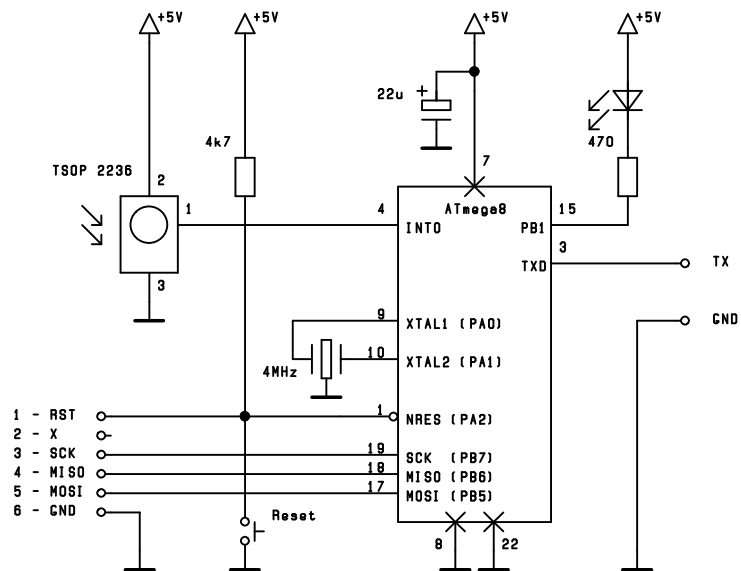 +5V
+5V
+5V
+5V
22u
4k7
470
TSOP 2236
2
7
1
4
ATmega8
15
INT0
PB1
3
TXD
TX
3
9
XTAL1 (PA0)
GND
10
XTAL2 (PA1)
4MHz
1 - RST
1
NRES (PA2)
2 - X
3 - SCK
19
SCK (PB7)
4 - MISO
18
MISO (PB6)
5 - MOSI
17
MOSI (PB5)
6 - GND
Reset
8
22